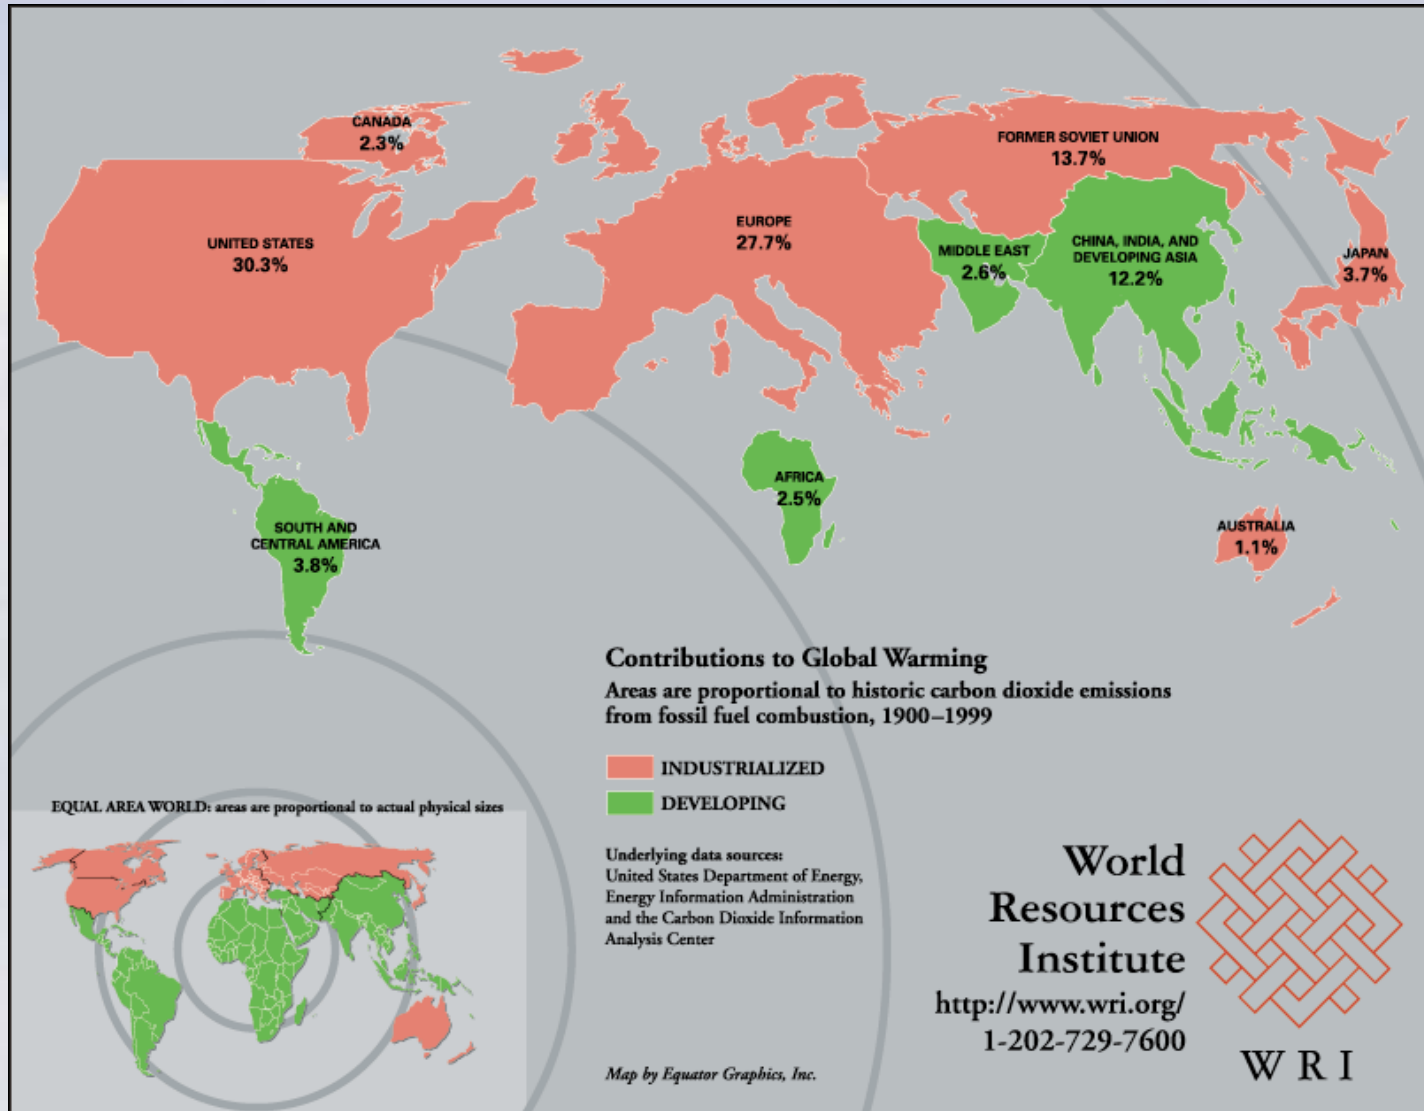 CANADA
2.3%
FORMER SOVIET UNION
13.7%
UNITED STATES
30.3%
EUROPE
27.7%
MIDDLE EAST
2.6%
CHINA, INDIA, AND
DEVELOPING ASIA
12.2%
JAPAN
3.7%
AFRICA
2.5%
SOUTH AND
CENTRAL AMERICA
3.8%
AUSTRALIA
1.1%
Contributions to Global Warming
Areas are proportional to historic carbon dioxide emissions
from fossil fuel combustion, 1900–1999
INDUSTRIALIZED
DEVELOPING
EQUAL AREA WORLD: areas are proportional to actual physical sizes
Underlying data sources:
United States Department of Energy,
Energy Information Administration
and the Carbon Dioxide Information
Analysis Center
Map by Equator Graphics, Inc.
World
Resources
Institute
http://www.wri.org/
1-202-729-7600
WRI